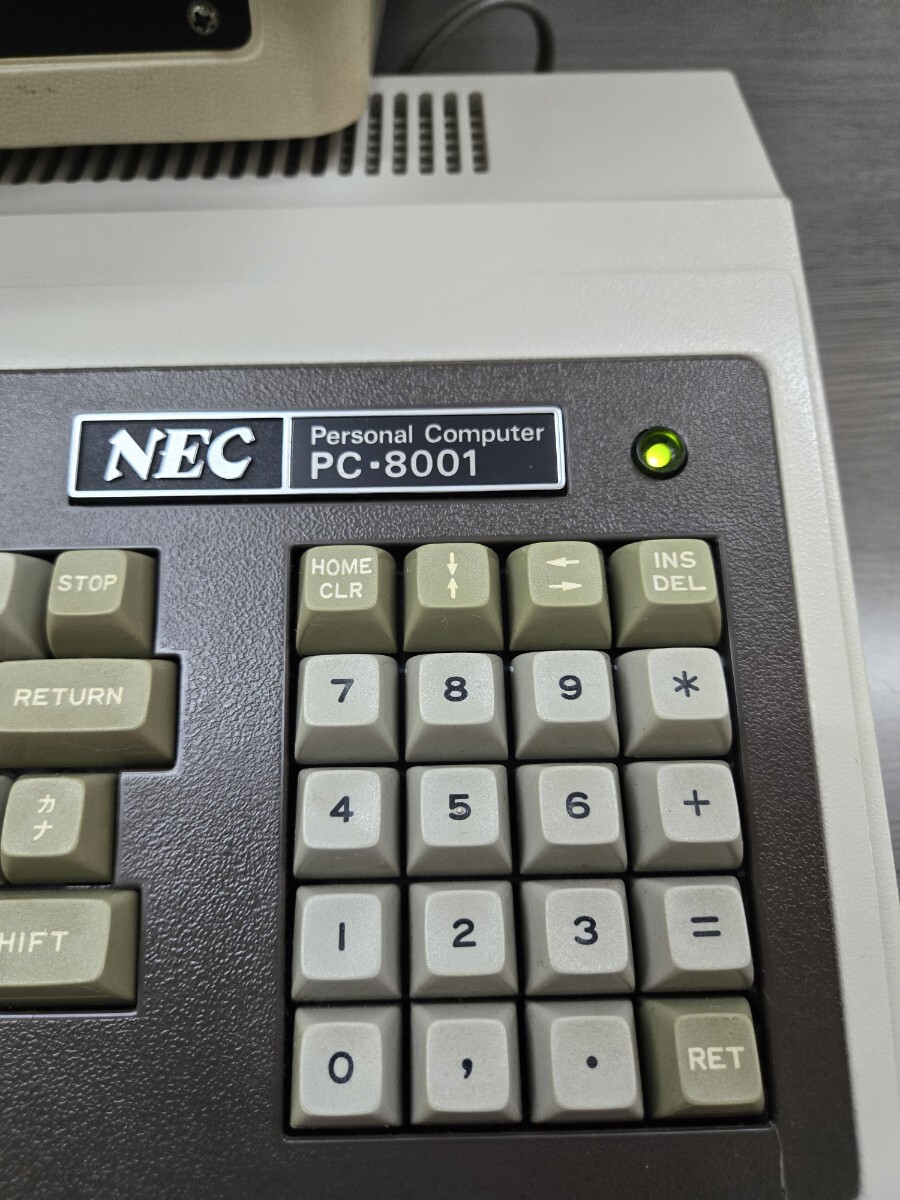 NEC
Personal Computer
PC-8001
STOP
HOME
CLR
↓
↑
←
→
INS
DEL
RETURN
7
8
9
*
カ
ナ
4
5
6
+
HIFT
1
2
3
=
0
,
.
RET